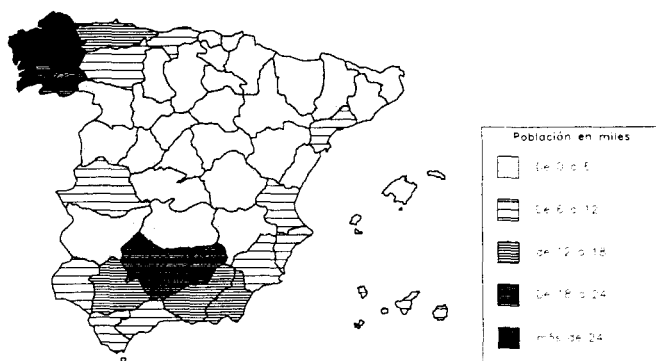 Población en miles
De 0 a 6
De 6 a 12
de 12 a 18
De 18 a 24
más de 24